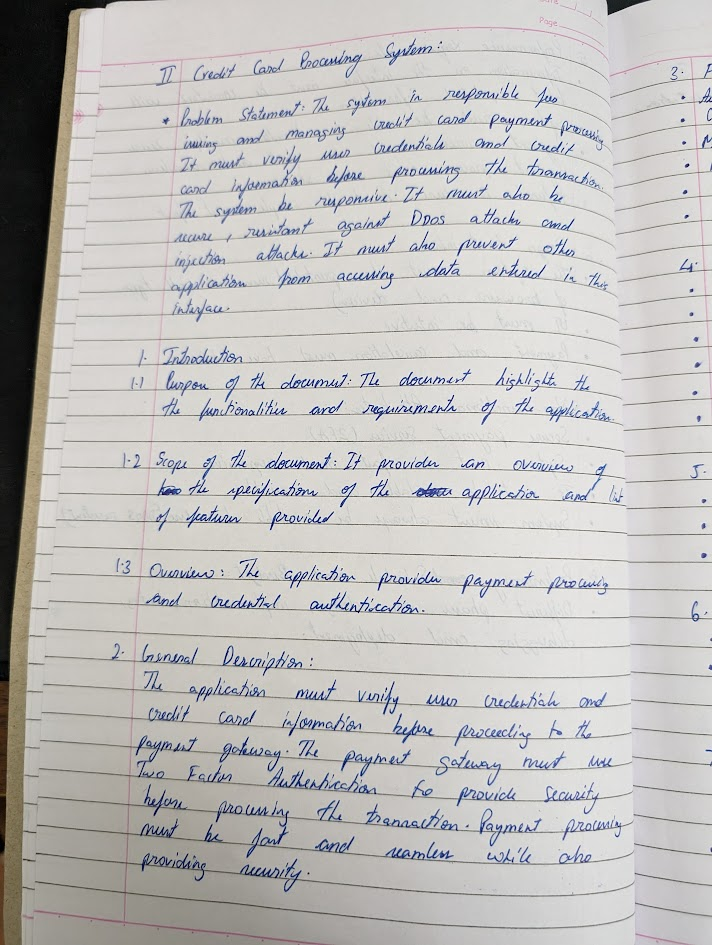 Date
Page
II Credit Card Processing System:
* Problem Statement: The system in responsible for
issuing and managing credit card payment processing
It must verify user credentials and credit
card information before processing the transaction.
The system be responsive. It must also be
secure, resistant against DDOS attacks and
injection attacks. It must also prevent other
application from accessing data entered in this
interface.
1. Introduction
1.1 Purpose of the document: The document highlights the
the functionalities and requirements of the application.
1.2 Scope of the document: It provides an overview of
the specification of the application and list
of features provided
1.3 Overview: The application provides payment processing
and credential authentication.
2. General Description:
The application must verify user credentials and
credit card information before proceeding to the
payment gateway. The payment gateway must use
Two Factor Authentication to provide security
before processing the transaction. Payment processing
must be fast and seamless while also
providing security.
3.
4.
5.
6.